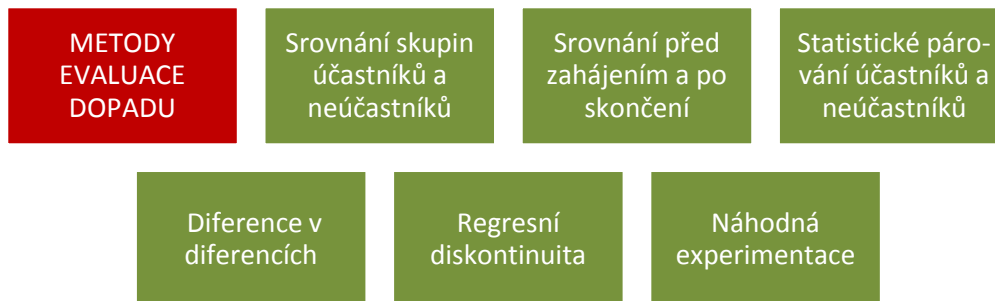 METODY
EVALUACE
DOPADU
Srovnání skupin
účastníků a
neúčastníků
Srovnání před
zahájením a po
skončení
Statistické páro-
vání účastníků a
neúčastníků
Diference v
diferencích
Regresní
diskontinuita
Náhodná
experimentace